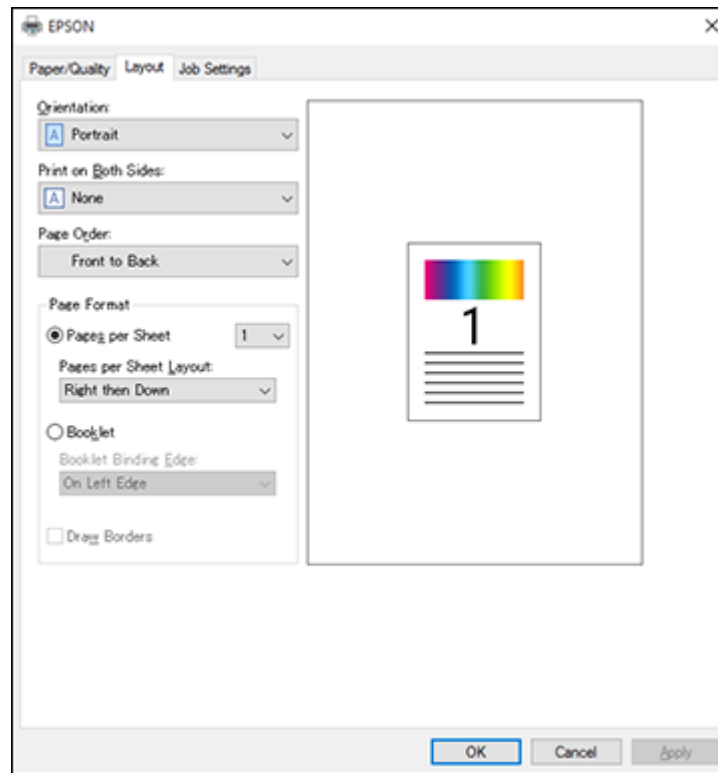 EPSON
Paper/Quality Layout Job Settings
Orientation:
A Portrait
Print on Both Sides:
A None
Page Order:
Front to Back
Page Format
Pages per Sheet 1
Pages per Sheet Layout:
Right then Down
Booklet
Booklet Binding Edge:
On Left Edge
Draw Borders
1
OK Cancel Apply